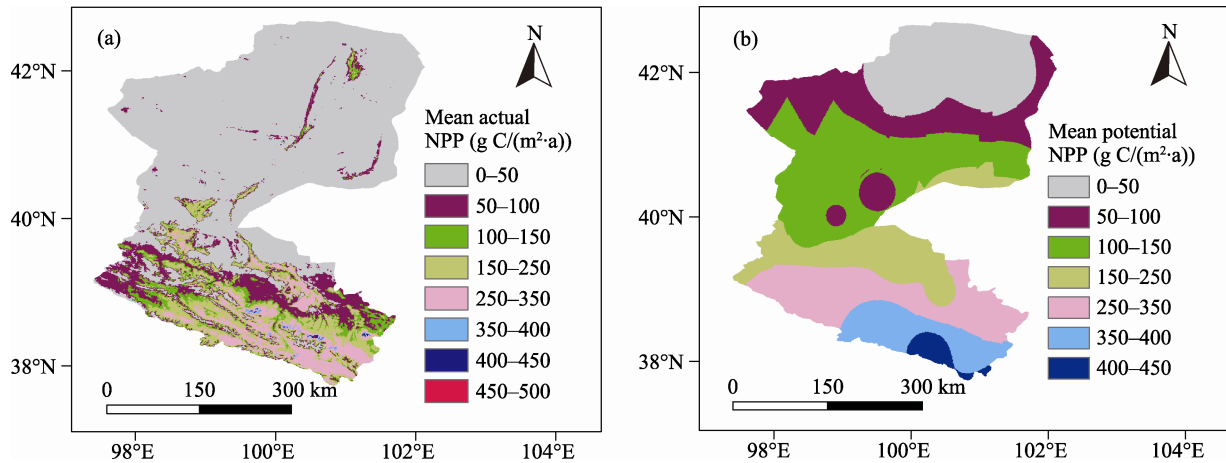 (a)
N
42°N
40°N
38°N
Mean actual
NPP (g C/(m²·a))
0–50
50–100
100–150
150–250
250–350
350–400
400–450
450–500
0 150 300 km
98°E 100°E 102°E 104°E
(b)
N
42°N
40°N
38°N
Mean potential
NPP (g C/(m²·a))
0–50
50–100
100–150
150–250
250–350
350–400
400–450
0 150 300 km
98°E 100°E 102°E 104°E